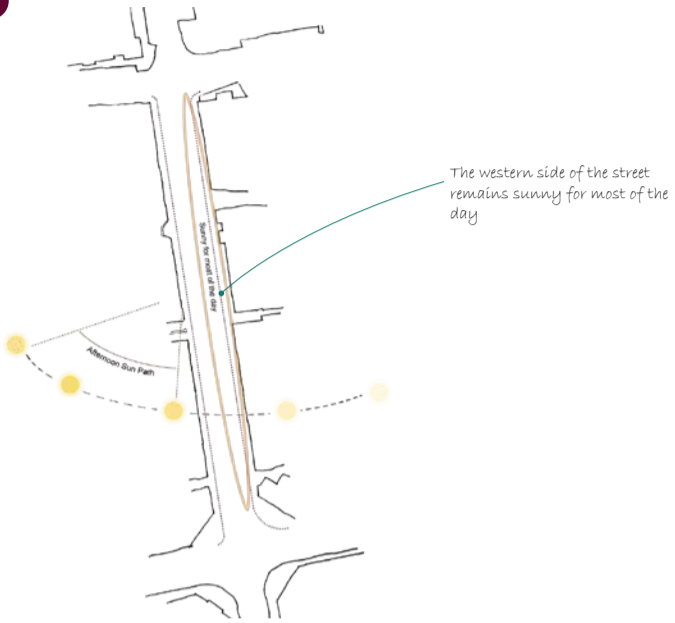 The western side of the street
remains sunny for most of the
day
Sunny for most of the day
Afternoon Sun Path